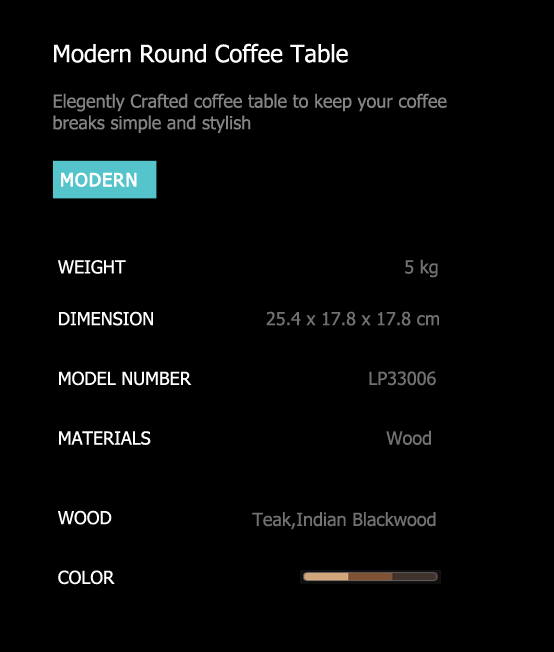 Modern Round Coffee Table
Elegently Crafted coffee table to keep your coffee
breaks simple and stylish
MODERN
WEIGHT 5 kg
DIMENSION 25.4 x 17.8 x 17.8 cm
MODEL NUMBER LP33006
MATERIALS Wood
WOOD Teak,Indian Blackwood
COLOR